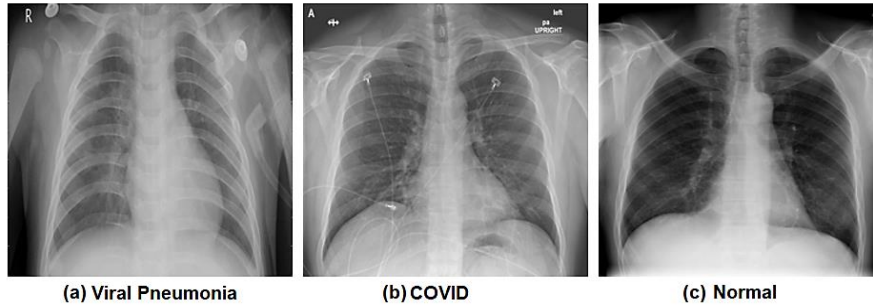 R
A
left
pa
UPRIGHT
(a) Viral Pneumonia
(b) COVID
(c) Normal